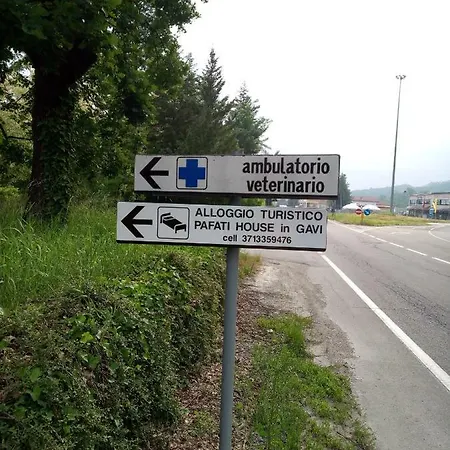 ambulatorio
veterinario
ALLOGGIO TURISTICO
PAFATI HOUSE in GAVI
cell 3713359476